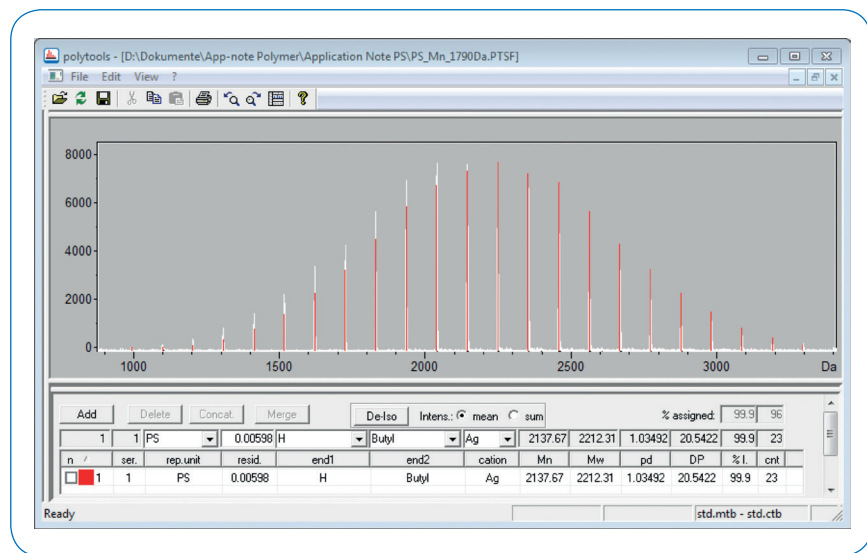 polytools - [D:\Dokumente\App-note Polymer\Application Note PS\PS_Mn_1790Da.PTSF]
File Edit View ?
8000
6000
4000
2000
0
1000 1500 2000 2500 3000 Da
Add Delete Concat. Merge De-Iso Intens.: mean sum % assigned: 99.9 96
1 1 PS 0.00598 H Butyl Ag 2137.67 2212.31 1.03492 20.5422 99.9 23
n / ser. rep.unit resid. end1 end2 cation Mn Mw pd DP % I. cnt
1 1 PS 0.00598 H Butyl Ag 2137.67 2212.31 1.03492 20.5422 99.9 23
Ready std.mtb - std.ctb